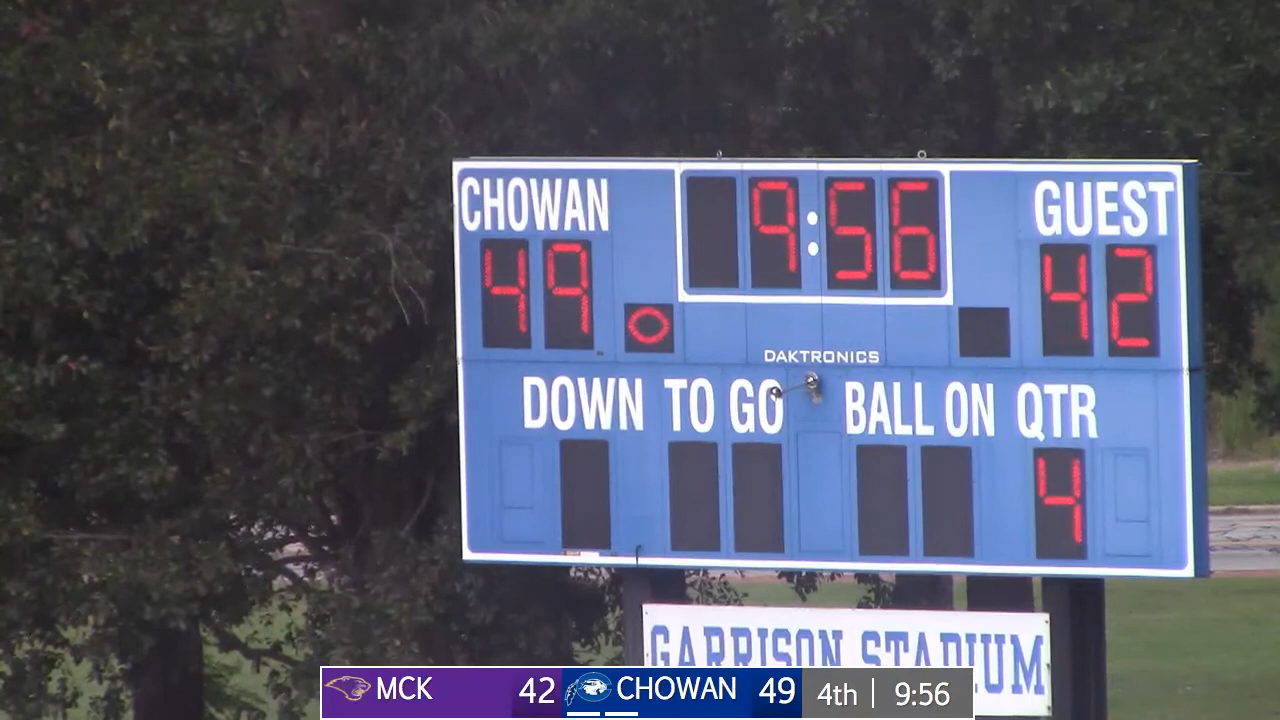 CHOWAN 9:56 GUEST
49 42
DAKTRONICS
DOWN TO GO BALL ON QTR
4
GARRISON STADIUM
MCK 42 CHOWAN 49 4th | 9:56